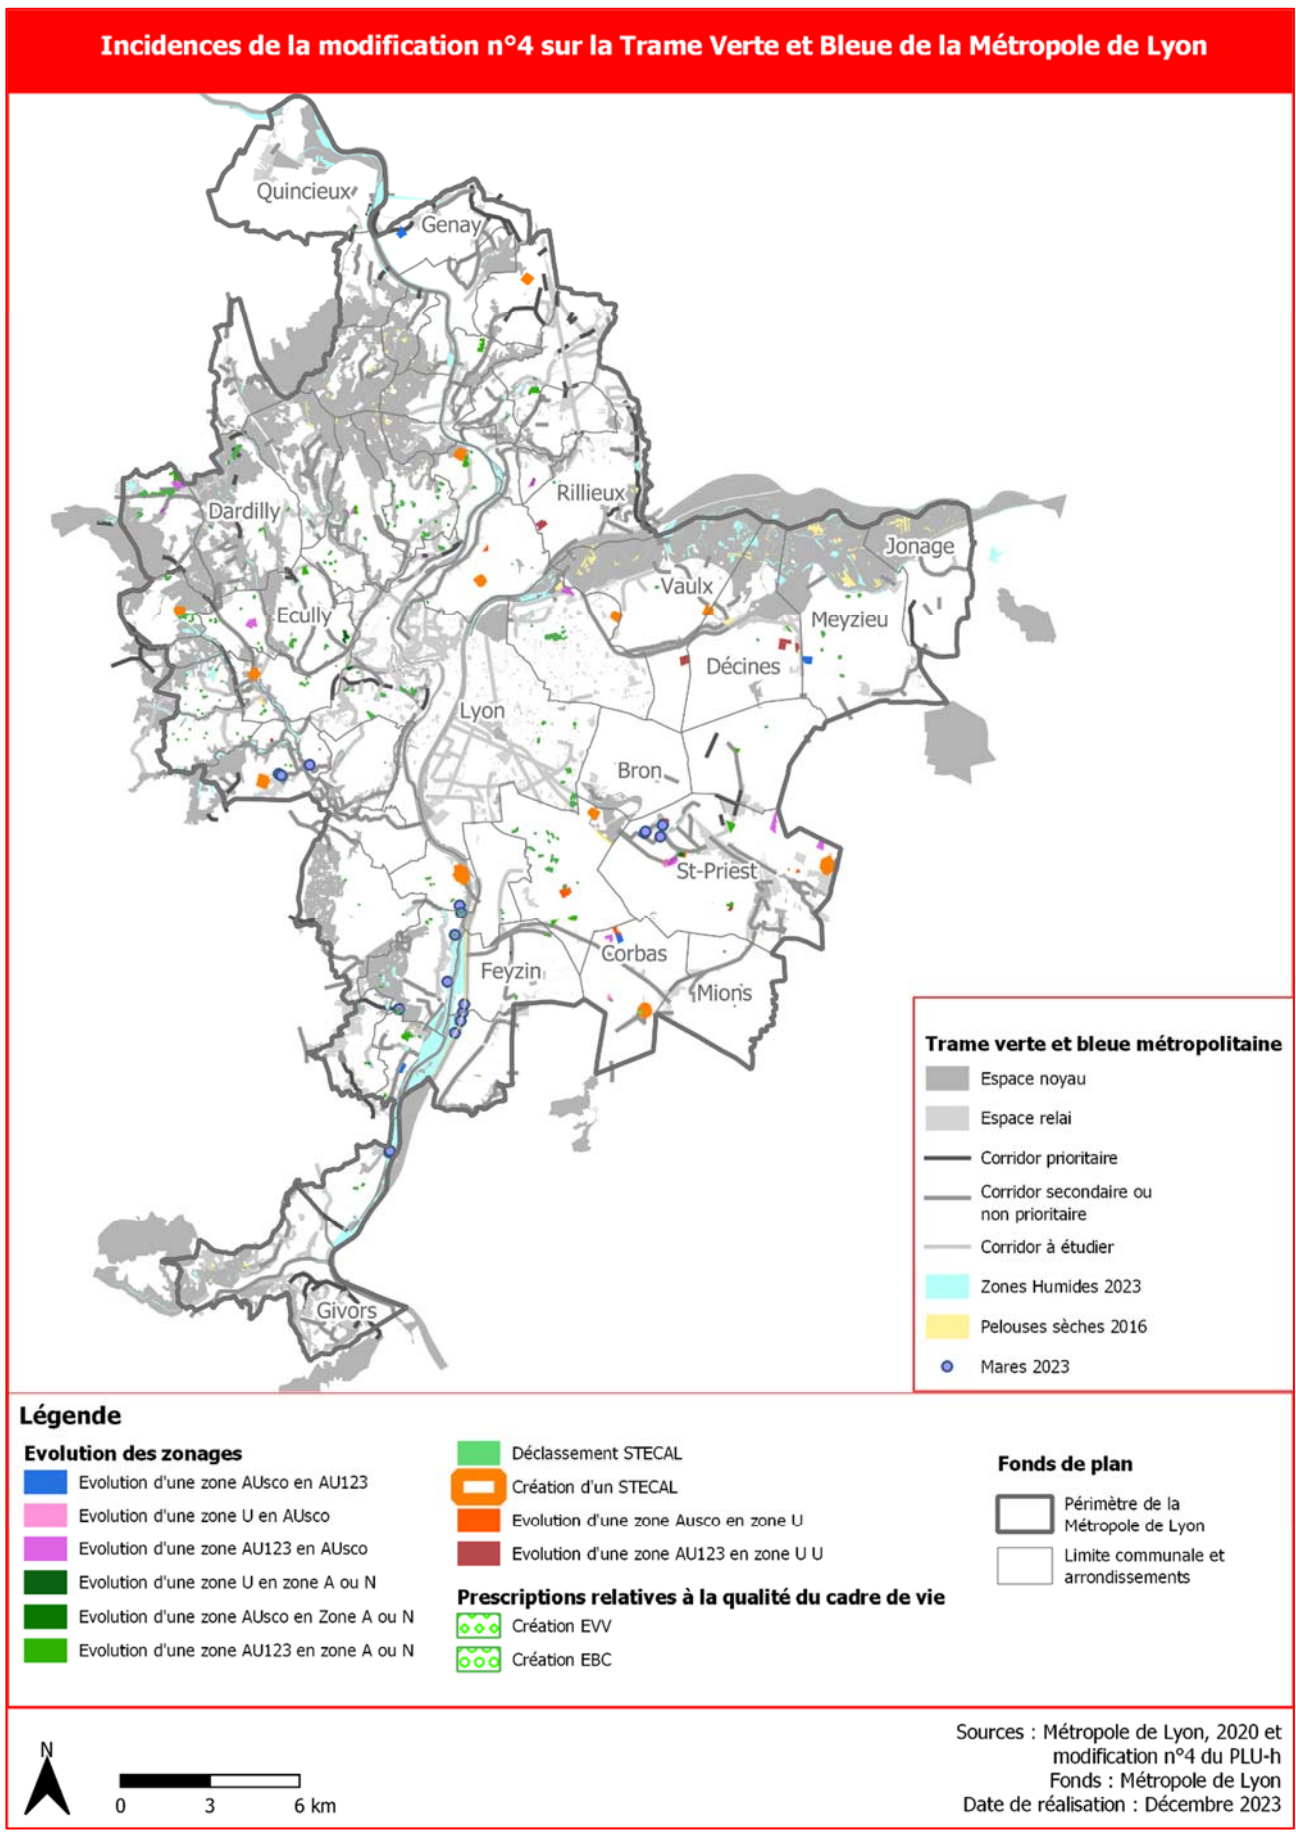 Incidences de la modification n°4 sur la Trame Verte et Bleue de la Métropole de Lyon
Quincieux
Genay
Rillieux
Dardilly
Jonage
Vaulx
Ecully
Meyzieu
Décines
Lyon
Bron
St-Priest
Corbas
Feyzin
Mions
Givors
Trame verte et bleue métropolitaine
Espace noyau
Espace relai
Corridor prioritaire
Corridor secondaire ou
non prioritaire
Corridor à étudier
Zones Humides 2023
Pelouses sèches 2016
Mares 2023
Légende
Evolution des zonages
Evolution d'une zone AUsco en AU123
Evolution d'une zone U en AUsco
Evolution d'une zone AU123 en AUsco
Evolution d'une zone U en zone A ou N
Evolution d'une zone AUsco en Zone A ou N
Evolution d'une zone AU123 en zone A ou N
Déclassement STECAL
Création d'un STECAL
Evolution d'une zone Ausco en zone U
Evolution d'une zone AU123 en zone U U
Prescriptions relatives à la qualité du cadre de vie
Création EVV
Création EBC
Fonds de plan
Périmètre de la
Métropole de Lyon
Limite communale et
arrondissements
N
0 3 6 km
Sources : Métropole de Lyon, 2020 et
modification n°4 du PLU-h
Fonds : Métropole de Lyon
Date de réalisation : Décembre 2023